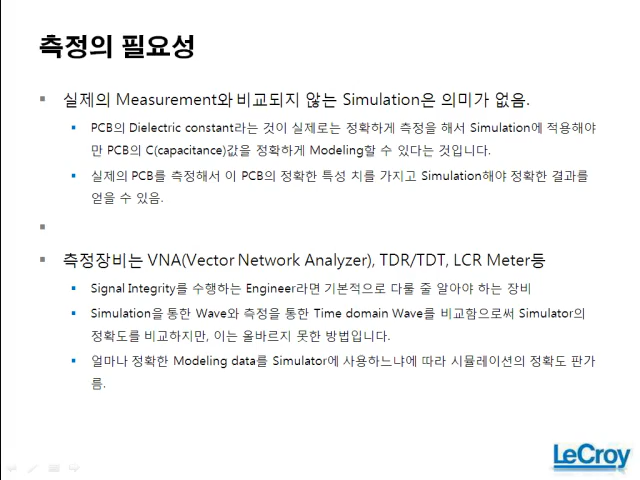 측정의 필요성
실제의 Measurement와 비교되지 않는 Simulation은 의미가 없음.
PCB의 Dielectric constant라는 것이 실제로는 정확하게 측정을 해서 Simulation에 적용해야
만 PCB의 C(capacitance)값을 정확하게 Modeling할 수 있다는 것입니다.
실제의 PCB를 측정해서 이 PCB의 정확한 특성 치를 가지고 Simulation해야 정확한 결과를
얻을 수 있음.
측정장비는 VNA(Vector Network Analyzer), TDR/TDT, LCR Meter등
Signal Integrity를 수행하는 Engineer라면 기본적으로 다룰 줄 알아야 하는 장비
Simulation을 통한 Wave와 측정을 통한 Time domain Wave를 비교함으로써 Simulator의
정확도를 비교하지만, 이는 올바르지 못한 방법입니다.
얼마나 정확한 Modeling data를 Simulator에 사용하느냐에 따라 시뮬레이션의 정확도 판가
름.
LeCroy